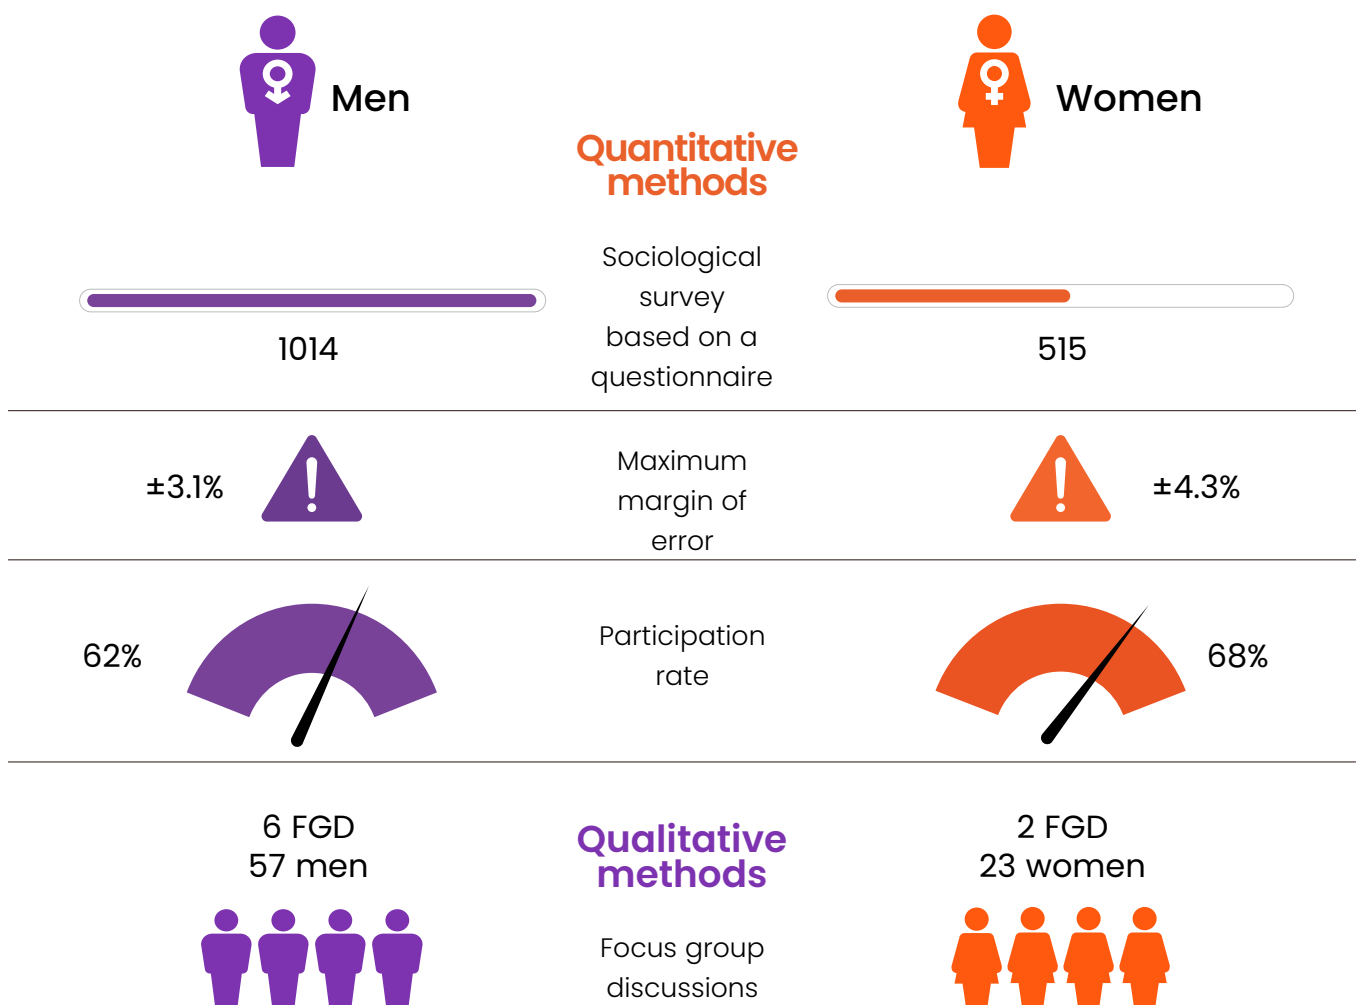 Men
Women
Quantitative
methods
Sociological
survey
based on a
questionnaire
1014
515
±3.1%
Maximum
margin of
error
±4.3%
62%
Participation
rate
68%
6 FGD
57 men
Qualitative
methods
2 FGD
23 women
Focus group
discussions